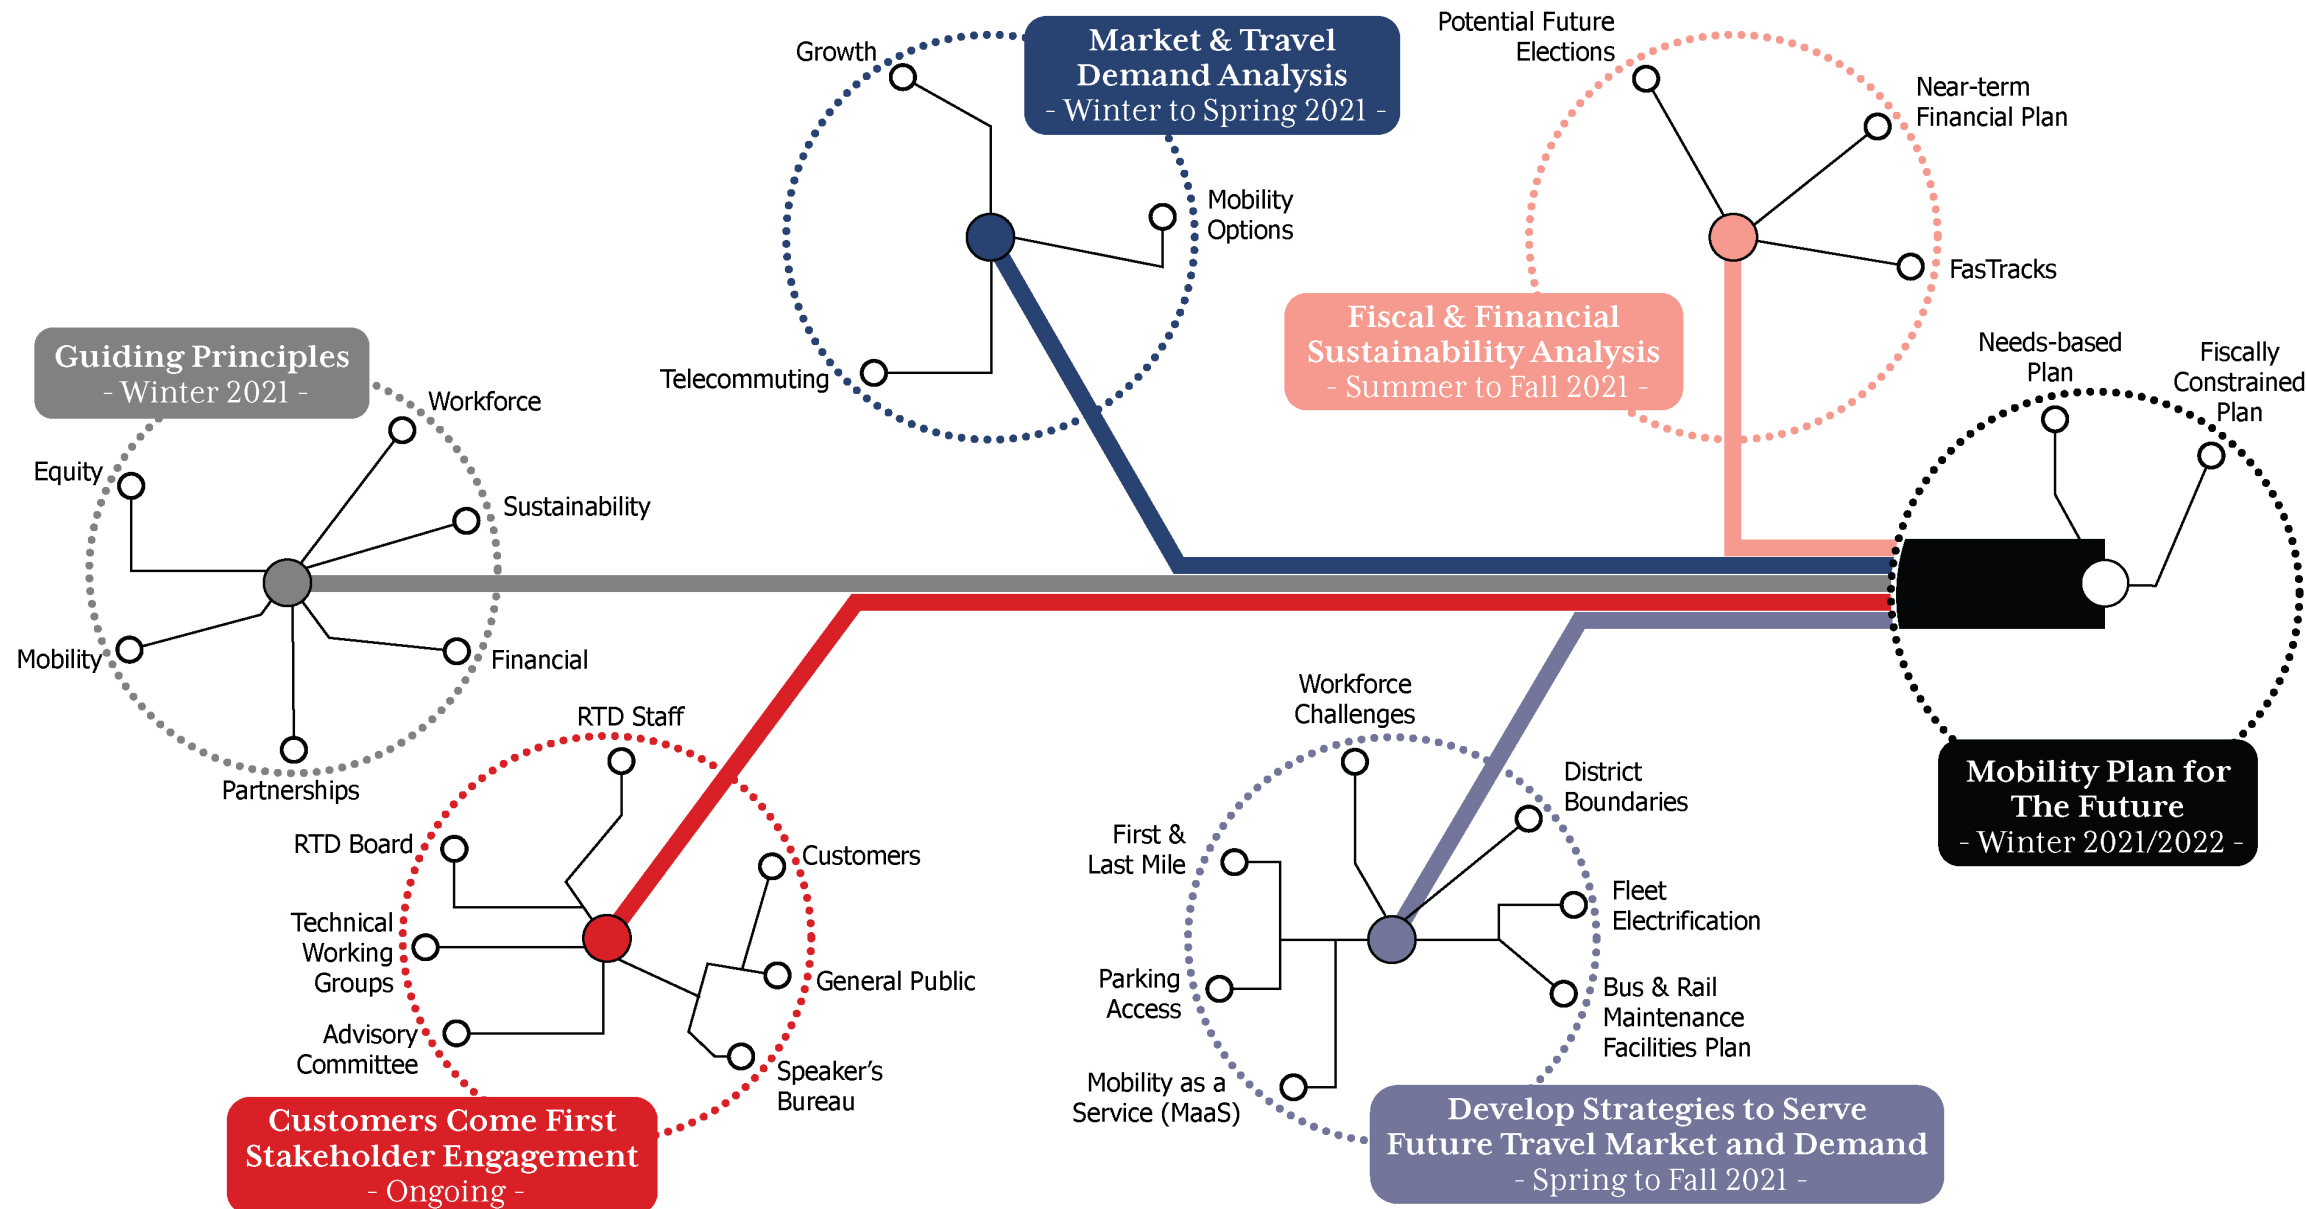 Growth
Market & Travel
Demand Analysis
- Winter to Spring 2021 -
Mobility
Options
Telecommuting
Potential Future
Elections
Near-term
Financial Plan
FasTracks
Fiscal & Financial
Sustainability Analysis
- Summer to Fall 2021 -
Guiding Principles
- Winter 2021 -
Workforce
Equity
Sustainability
Mobility
Financial
Partnerships
Needs-based
Plan
Fiscally
Constrained
Plan
Mobility Plan for
The Future
- Winter 2021/2022 -
RTD Staff
RTD Board
Customers
Technical
Working
Groups
General Public
Advisory
Committee
Speaker's
Bureau
Customers Come First
Stakeholder Engagement
- Ongoing -
Workforce
Challenges
District
Boundaries
First &
Last Mile
Fleet
Electrification
Parking
Access
Bus & Rail
Maintenance
Facilities Plan
Mobility as a
Service (MaaS)
Develop Strategies to Serve
Future Travel Market and Demand
- Spring to Fall 2021 -